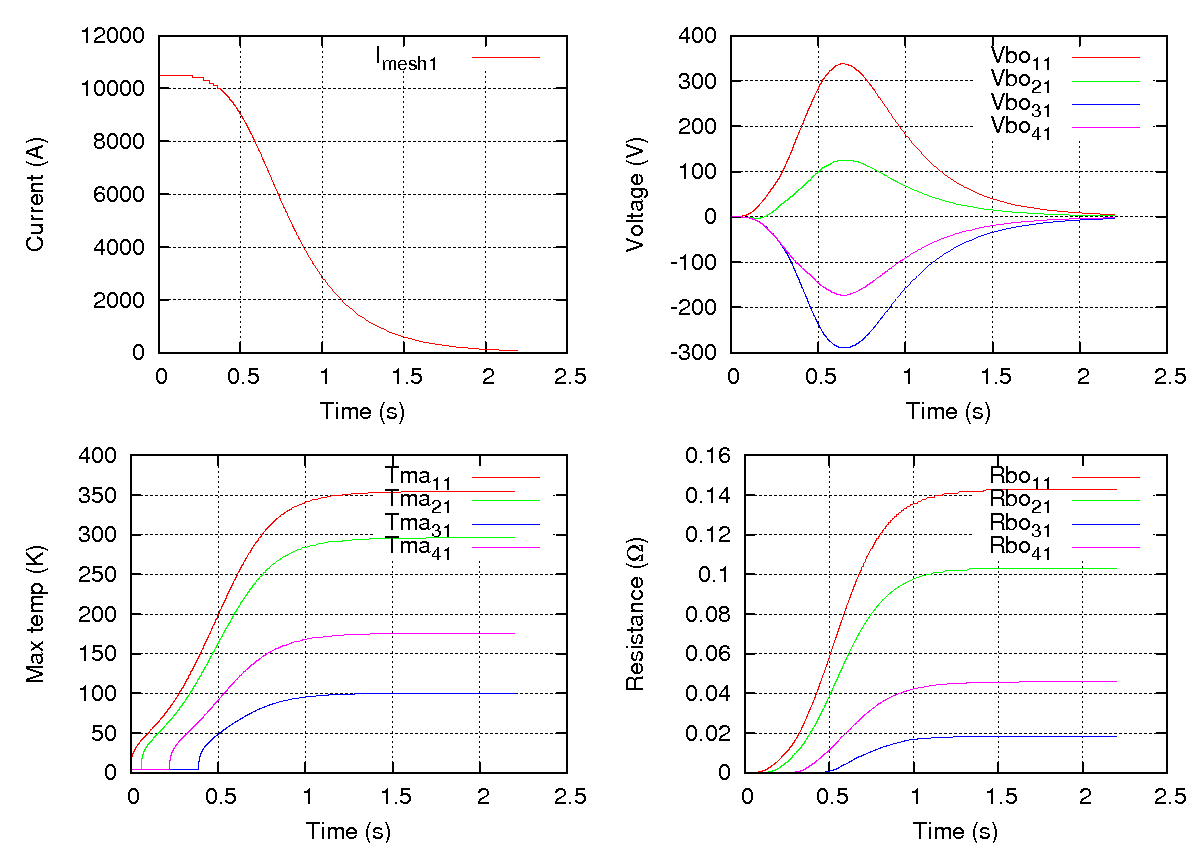 12000
10000
8000
6000
4000
2000
0
0 0.5 1 1.5 2 2.5
Current (A)
Time (s)
I_mesh1
400
300
200
100
0
-100
-200
-300
0 0.5 1 1.5 2 2.5
Voltage (V)
Time (s)
Vbo_11
Vbo_21
Vbo_31
Vbo_41
400
350
300
250
200
150
100
50
0
0 0.5 1 1.5 2 2.5
Max temp (K)
Time (s)
Tma_11
Tma_21
Tma_31
Tma_41
0.16
0.14
0.12
0.1
0.08
0.06
0.04
0.02
0
0 0.5 1 1.5 2 2.5
Resistance (Ω)
Time (s)
Rbo_11
Rbo_21
Rbo_31
Rbo_41